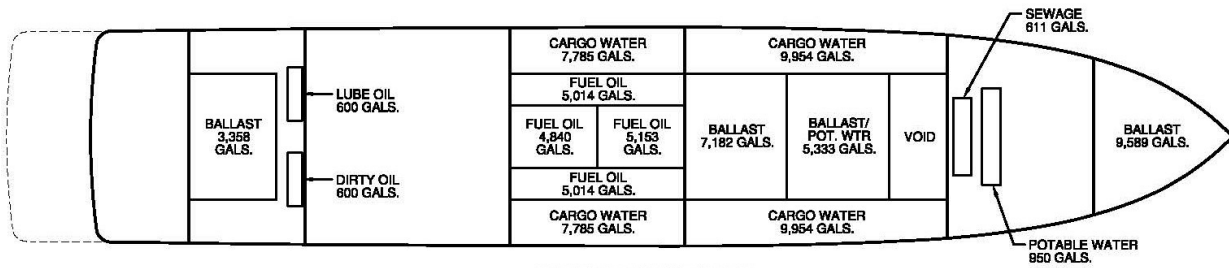 SEWAGE
611 GALS.
CARGO WATER
7,785 GALS.
CARGO WATER
9,954 GALS.
FUEL OIL
5,014 GALS.
LUBE OIL
600 GALS.
BALLAST
3,358
GALS.
FUEL OIL
4,840
GALS.
FUEL OIL
5,153
GALS.
BALLAST
7,182 GALS.
BALLAST/
POT. WTR
5,333 GALS.
VOID
BALLAST
9,589 GALS.
DIRTY OIL
600 GALS.
FUEL OIL
5,014 GALS.
CARGO WATER
7,785 GALS.
CARGO WATER
9,954 GALS.
POTABLE WATER
950 GALS.